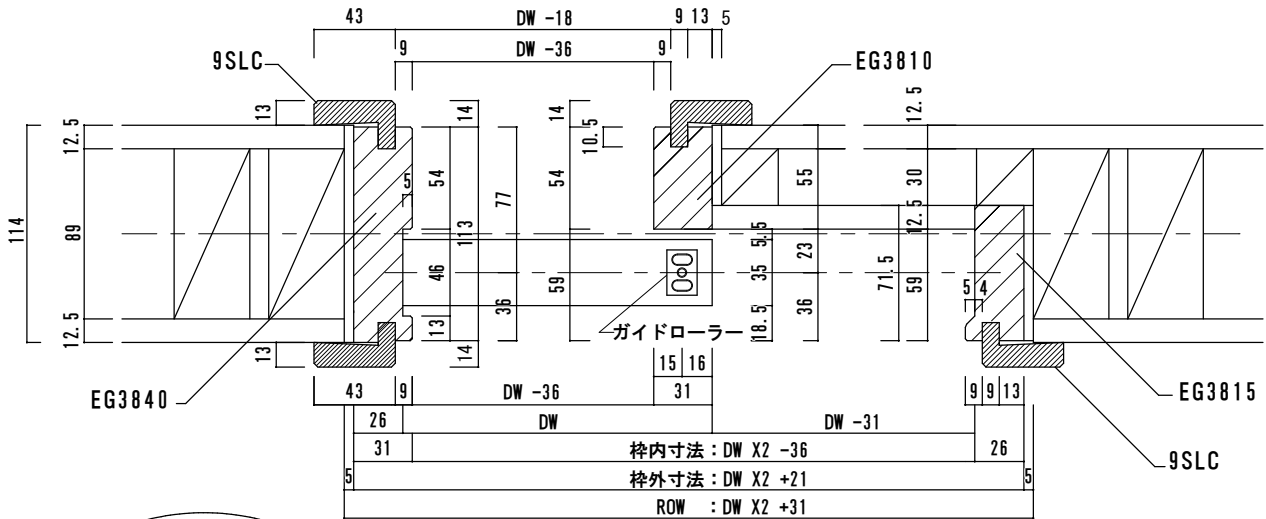 43 DW -18 9 13 5
9 DW -36 9
9SLC EG3810
13 14 14 12.5
12.5 10.5
5 54 77 54 55 30
114 89 113 5.5 12.5
46 59 35 23 71.5 59
36 36 5 4
12.5 13 13 18.5
ガイドローラー
14
15 16
43 9 DW -36 31 9 9 13
EG3840 EG3815
26 DW DW -31
31 枠内寸法：DW X2 -36 26
9SLC
5 枠外寸法：DW X2 +21 5
ROW ：DW X2 +31